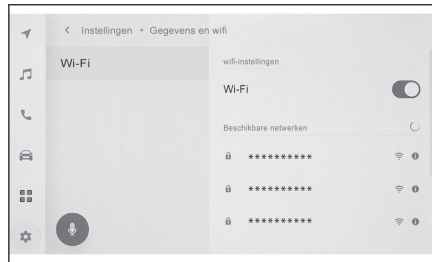 Instellingen • Gegevens en wifi
Wi-Fi
wifi-instellingen
Wi-Fi
Beschikbare netwerken
**********
**********
**********